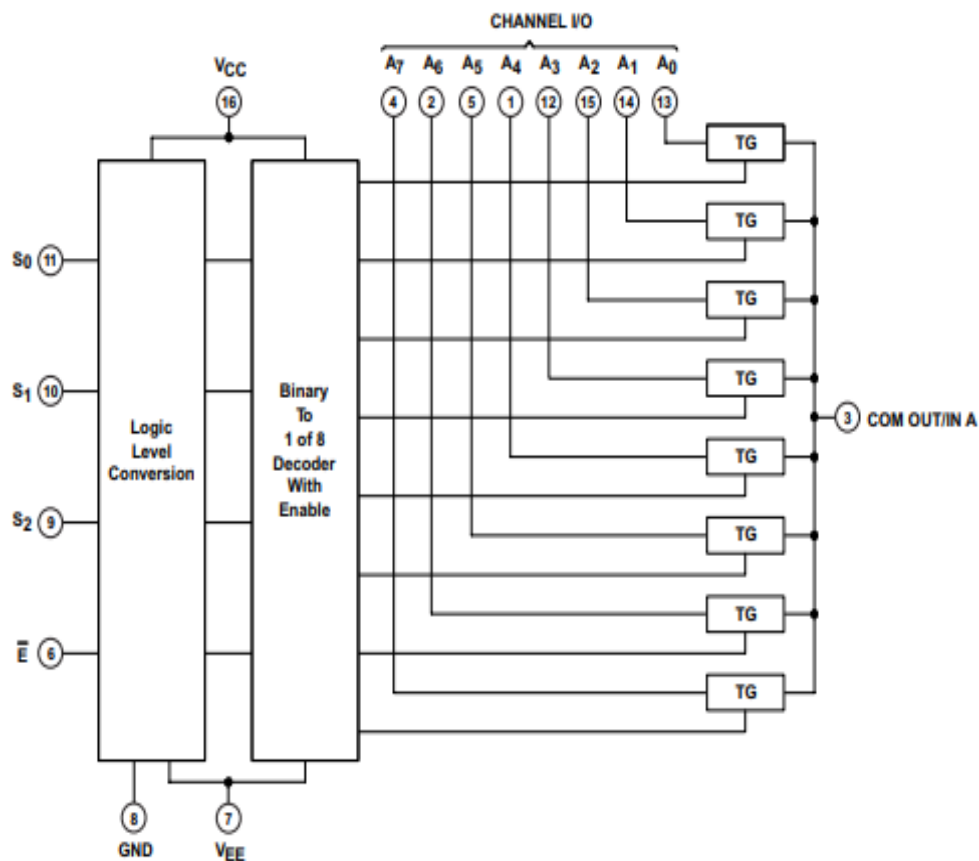 CHANNEL I/O
A7 A6 A5 A4 A3 A2 A1 A0
4 2 5 1 12 15 14 13
VCC
16
TG
TG
TG
TG
TG
TG
TG
TG
S0 11
S1 10
S2 9
E̅ 6
Logic
Level
Conversion
Binary
To
1 of 8
Decoder
With
Enable
3 COM OUT/IN A
8
GND
7
VEE